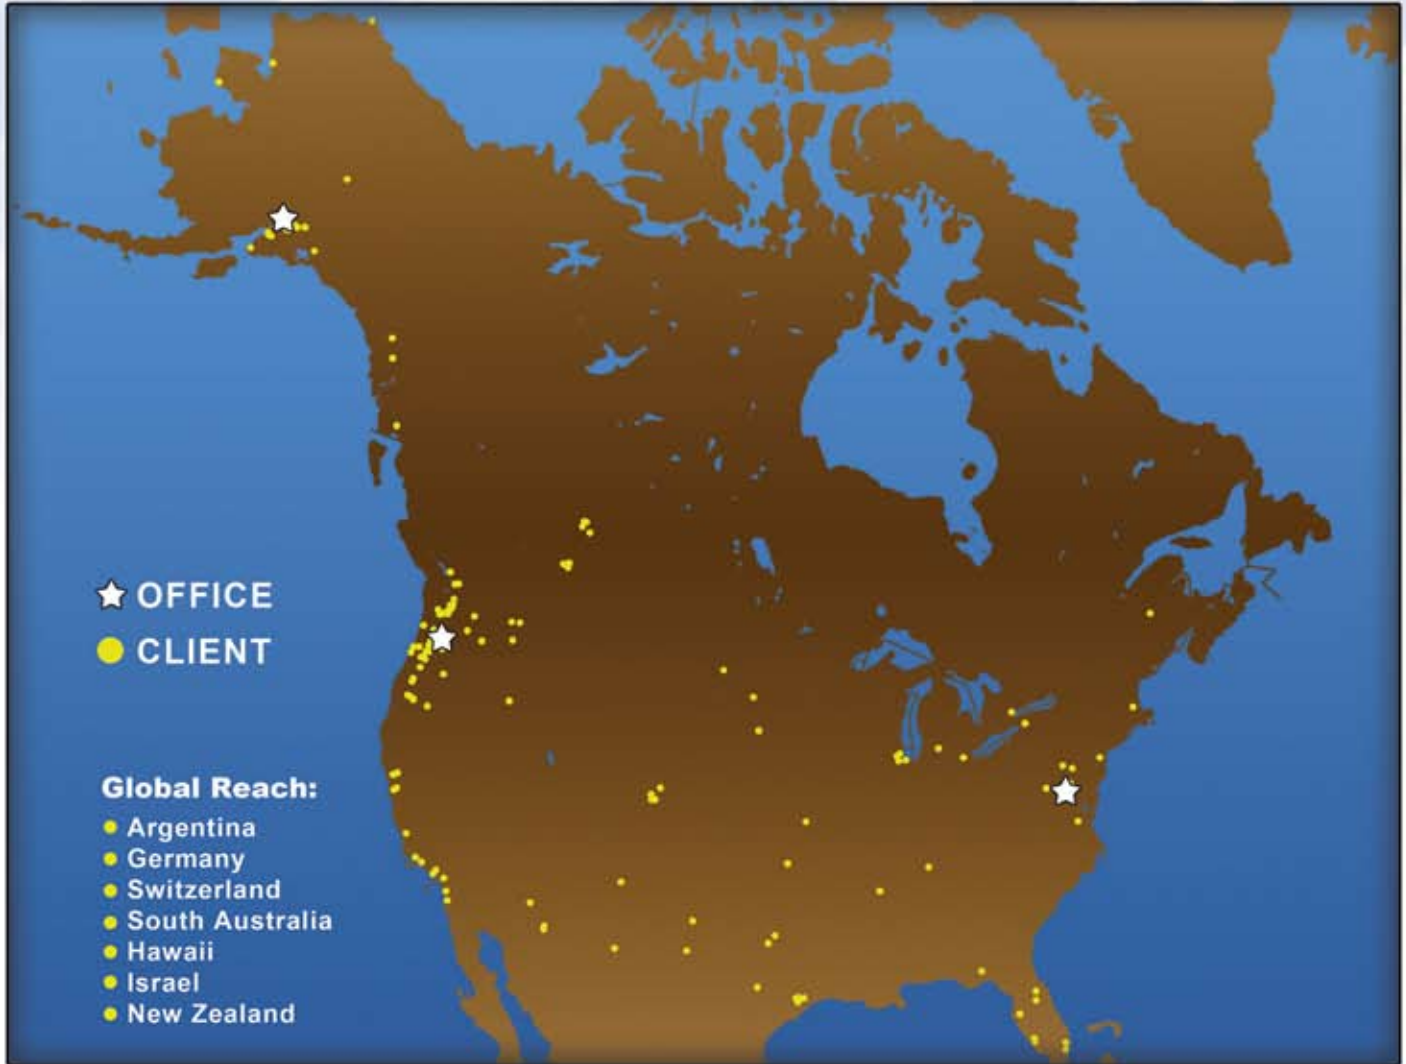 OFFICE
CLIENT
Global Reach:
Argentina
Germany
Switzerland
South Australia
Hawaii
Israel
New Zealand